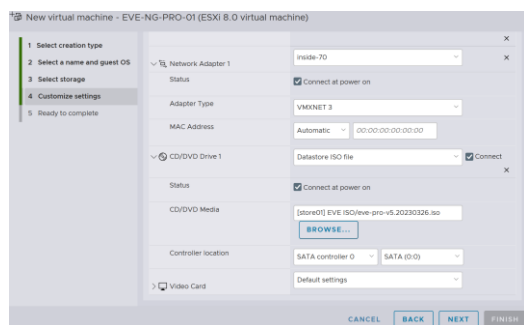 New virtual machine - EVE-NG-PRO-01 (ESXi 8.0 virtual machine)
1 Select creation type
2 Select a name and guest OS
3 Select storage
4 Customize settings
5 Ready to complete
Network Adapter 1
inside-70
Status
Connect at power on
Adapter Type
VMXNET 3
MAC Address
Automatic
00:00:00:00:00:00
CD/DVD Drive 1
Datastore ISO file
Connect
Status
Connect at power on
CD/DVD Media
[store01] EVE ISO/eve-pro-v5.20230326.iso
BROWSE...
Controller location
SATA controller 0
SATA (0:0)
Video Card
Default settings
CANCEL BACK NEXT FINISH